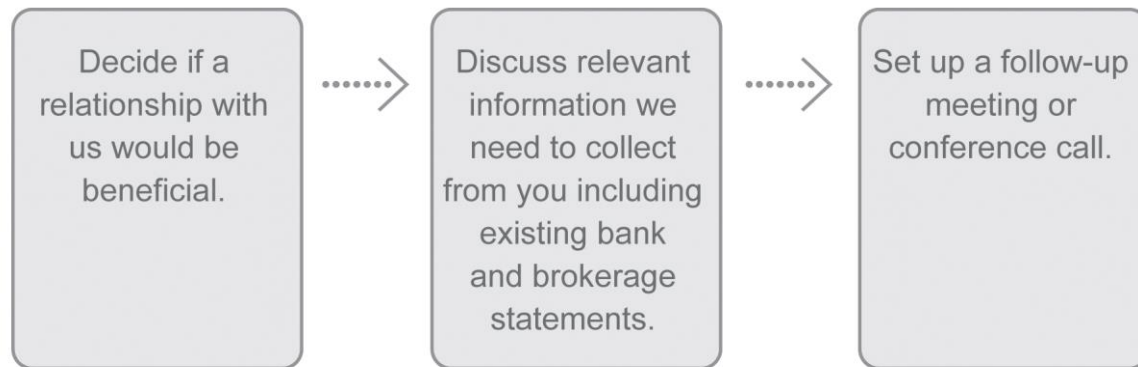 Decide if a
relationship with
us would be
beneficial.
Discuss relevant
information we
need to collect
from you including
existing bank
and brokerage
statements.
Set up a follow-up
meeting or
conference call.